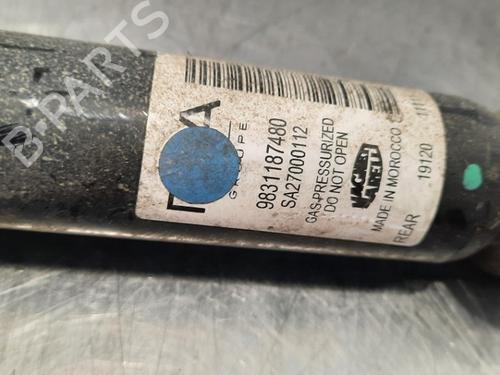 B-PARTS
GROUPE
9831187480
SA27000112
GAS-PRESSURIZED
DO NOT OPEN
MAGNETI
MARELLI
MADE IN MOROCCO
REAR
19120